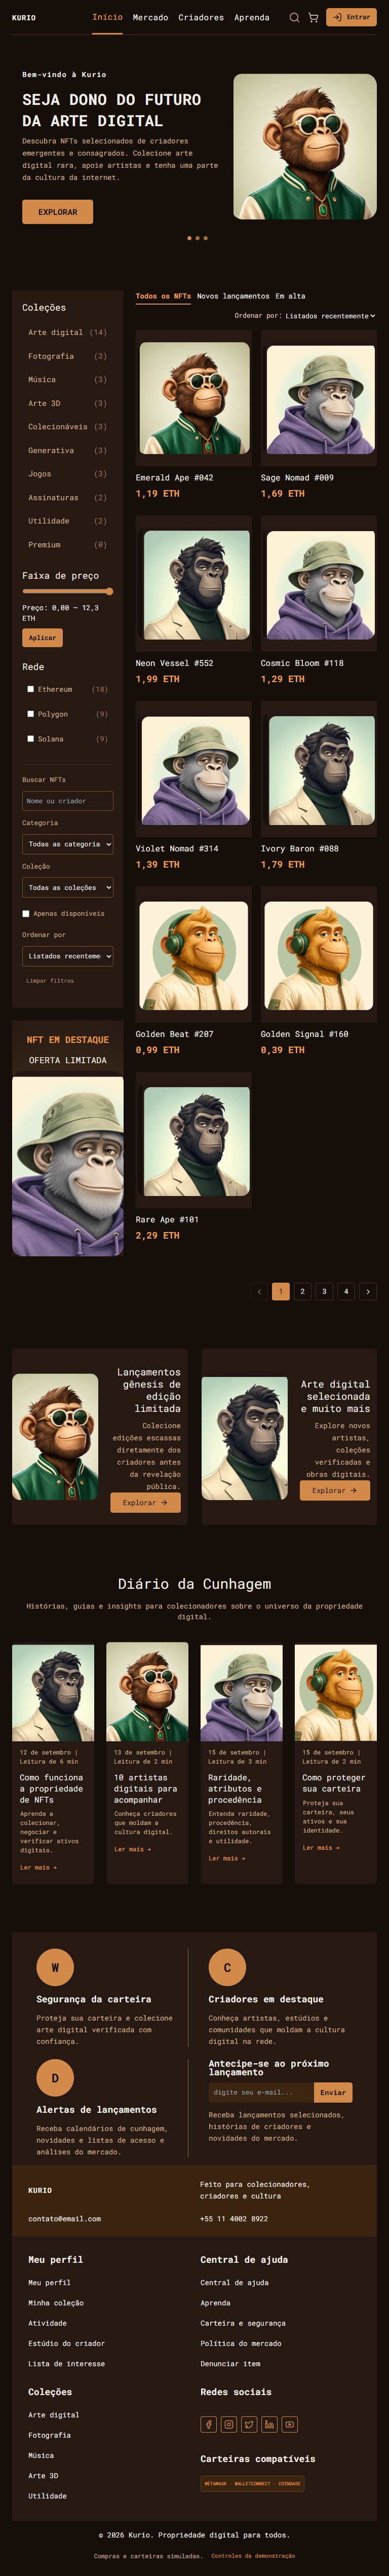 KURIO
Início Mercado Criadores Aprenda
Entrar
Bem-vindo à Kurio
SEJA DONO DO FUTURO
DA ARTE DIGITAL
Descubra NFTs selecionados de criadores
emergentes e consagrados. Colecione arte
digital rara, apoie artistas e tenha uma parte
da cultura da internet.
EXPLORAR
Coleções
Arte digital (14)
Fotografia (3)
Música (3)
Arte 3D (3)
Colecionáveis (3)
Generativa (3)
Jogos (3)
Assinaturas (2)
Utilidade (2)
Premium (0)
Faixa de preço
Preço: 0,00 — 12,3
ETH
Aplicar
Rede
Ethereum (18)
Polygon (9)
Solana (9)
Buscar NFTs
Nome ou criador
Categoria
Todas as categoria
Coleção
Todas as coleções
Apenas disponíveis
Ordenar por
Listados recenteme
Limpar filtros
NFT EM DESTAQUE
OFERTA LIMITADA
Todos os NFTs Novos lançamentos Em alta
Ordenar por: Listados recentemente
Emerald Ape #042
1,19 ETH
Sage Nomad #009
1,69 ETH
Neon Vessel #552
1,99 ETH
Cosmic Bloom #118
1,29 ETH
Violet Nomad #314
1,39 ETH
Ivory Baron #088
1,79 ETH
Golden Beat #207
0,99 ETH
Golden Signal #160
0,39 ETH
Rare Ape #101
2,29 ETH
‹ 1 2 3 4 ›
Lançamentos
gênesis de
edição
limitada
Colecione
edições escassas
diretamente dos
criadores antes
da revelação
pública.
Explorar →
Arte digital
selecionada
e muito mais
Explore novos
artistas,
coleções
verificadas e
obras digitais.
Explorar →
Diário da Cunhagem
Histórias, guias e insights para colecionadores sobre o universo da propriedade
digital.
12 de setembro |
Leitura de 6 min
Como funciona
a propriedade
de NFTs
Aprenda a
colecionar,
negociar e
verificar ativos
digitais.
Ler mais →
13 de setembro |
Leitura de 2 min
10 artistas
digitais para
acompanhar
Conheça criadores
que moldam a
cultura digital.
Ler mais →
15 de setembro |
Leitura de 3 min
Raridade,
atributos e
procedência
Entenda raridade,
procedência,
direitos autorais
e utilidade.
Ler mais →
15 de setembro |
Leitura de 2 min
Como proteger
sua carteira
Proteja sua
carteira, seus
ativos e sua
identidade.
Ler mais →
W
Segurança da carteira
Proteja sua carteira e colecione
arte digital verificada com
confiança.
C
Criadores em destaque
Conheça artistas, estúdios e
comunidades que moldam a cultura
digital na rede.
D
Alertas de lançamentos
Receba calendários de cunhagem,
novidades e listas de acesso e
análises do mercado.
Antecipe-se ao próximo
lançamento
digite seu e-mail...
Enviar
Receba lançamentos selecionados,
histórias de criadores e
novidades do mercado.
KURIO
Feito para colecionadores,
criadores e cultura
contato@email.com
+55 11 4002 8922
Meu perfil
Meu perfil
Minha coleção
Atividade
Estúdio do criador
Lista de interesse
Central de ajuda
Central de ajuda
Aprenda
Carteira e segurança
Política do mercado
Denunciar item
Coleções
Arte digital
Fotografia
Música
Arte 3D
Utilidade
Redes sociais
Carteiras compatíveis
METAMASK · WALLETCONNECT · COINBASE
© 2026 Kurio. Propriedade digital para todos.
Compras e carteiras simuladas. Controles da demonstração